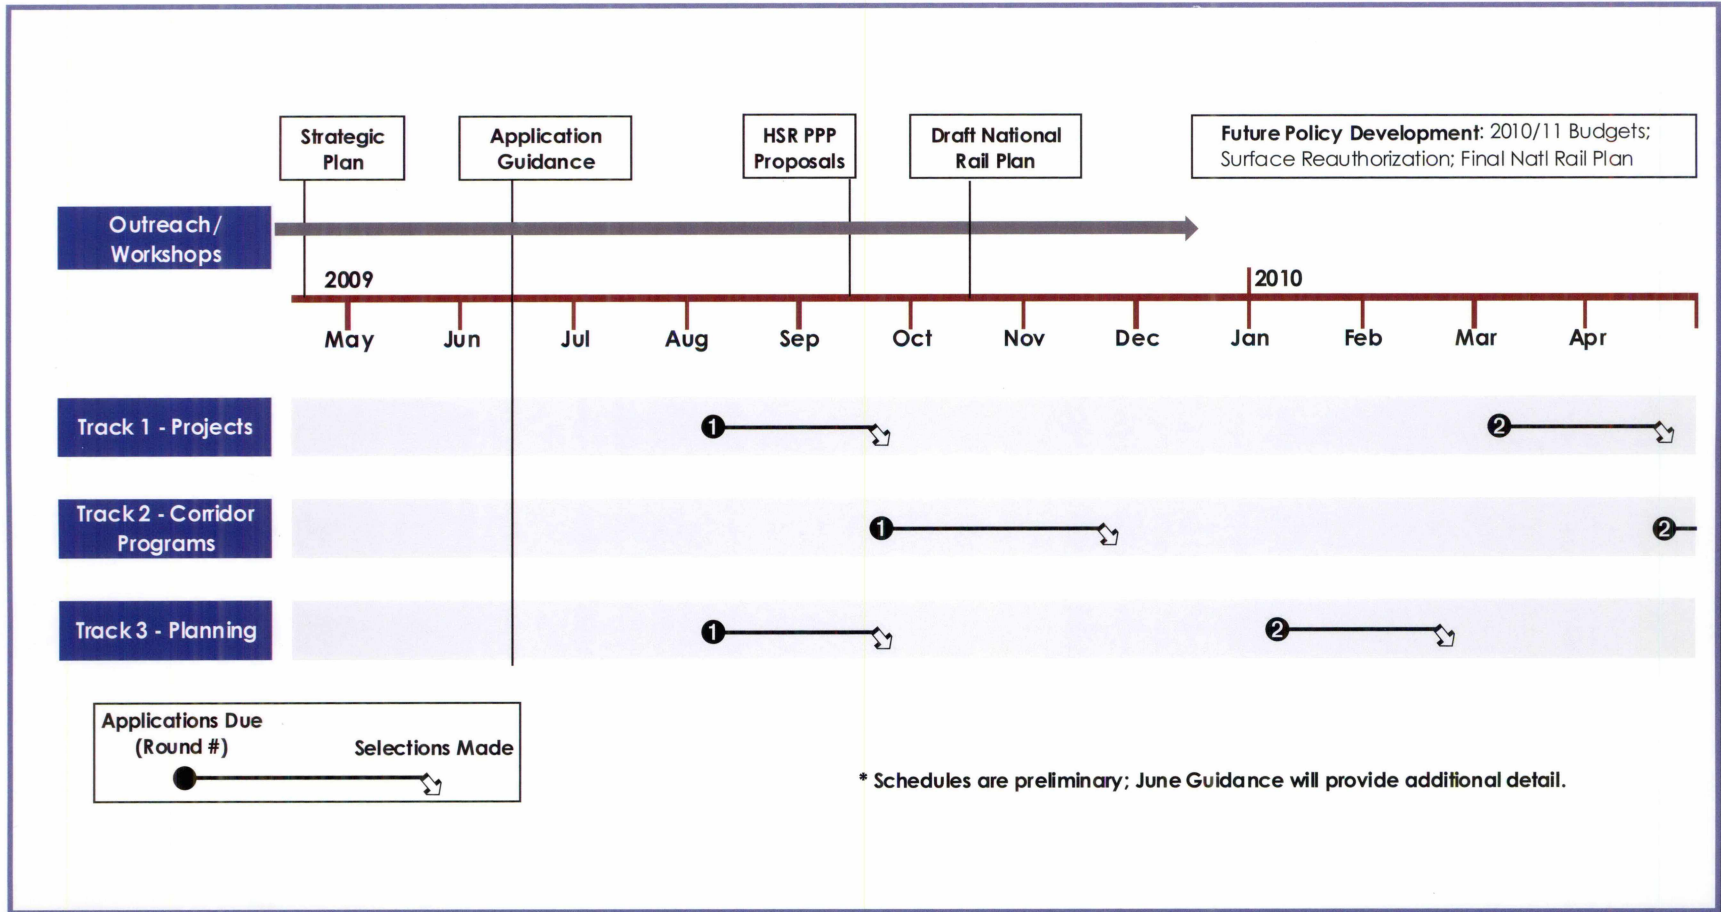 Strategic
Plan
Application
Guidance
HSR PPP
Proposals
Draft National
Rail Plan
Future Policy Development: 2010/11 Budgets;
Surface Reauthorization; Final Natl Rail Plan
Outreach/
Workshops
2009
2010
May
Jun
Jul
Aug
Sep
Oct
Nov
Dec
Jan
Feb
Mar
Apr
Track 1 - Projects
1
2
Track 2 - Corridor
Programs
1
2
Track 3 - Planning
1
2
Applications Due
(Round #)
Selections Made
* Schedules are preliminary; June Guidance will provide additional detail.